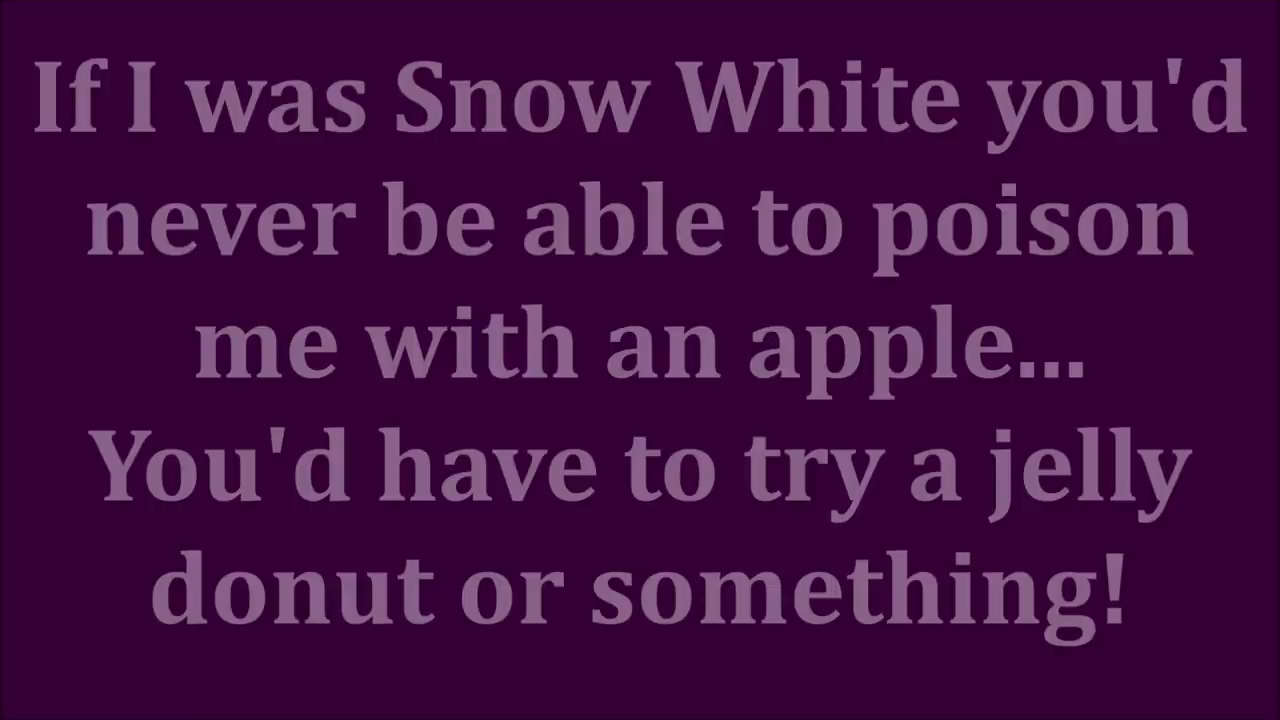 If I was Snow White you'd
never be able to poison
me with an apple...
You'd have to try a jelly
donut or something!